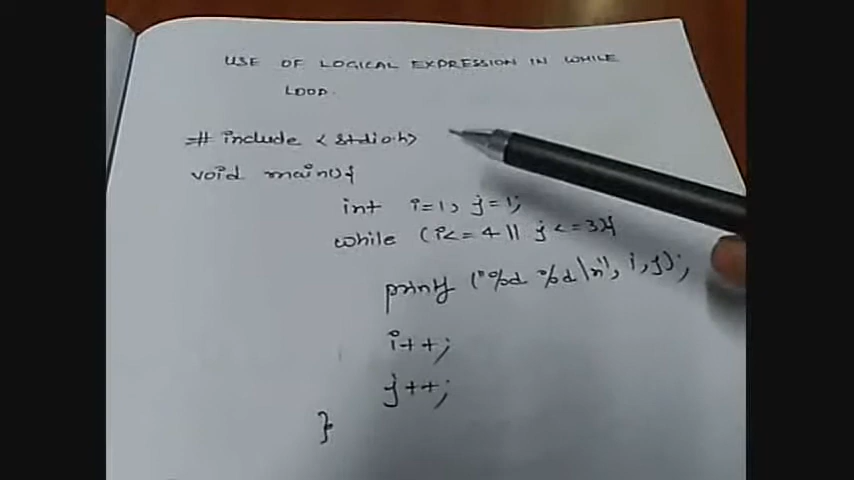 USE OF LOGICAL EXPRESSION IN WHILE
LOOP.
# include <stdio.h>
void main(){
int i=1, j=1;
while (i<=4 || j<=3){
printf ("%d %d\n", i, j);
i++;
j++;
}